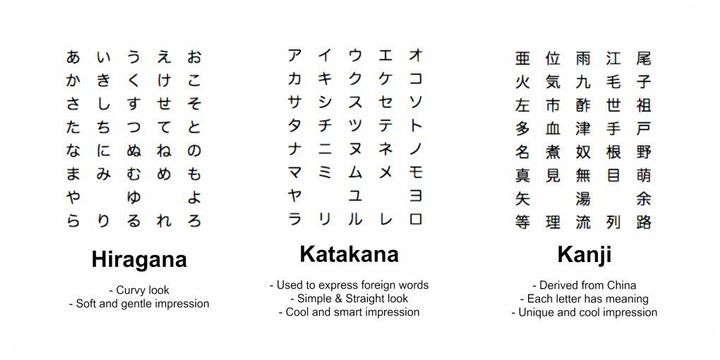 あ い う え お
か き く け こ
さ し す せ そ
た ち つ て と
な に ぬ ね の
ま み む め も
や ゆ よ
ら り る れ ろ
Hiragana
- Curvy look
- Soft and gentle impression
ア イ ウ エ オ
カ キ ク ケ コ
サ シ ス セ ソ
タ チ ツ テ ト
ナ ニ ヌ ネ ノ
マ ミ ム メ モ
ヤ ユ ヨ
ラ リ ル レ ロ
Katakana
- Used to express foreign words
- Simple & Straight look
- Cool and smart impression
亜 位 雨 江 尾
火 気 九 毛 子
左 市 酢 世 祖
多 血 津 手 戸
名 煮 奴 根 野
真 見 無 目 萌
矢 湯 余
等 理 流 列 路
Kanji
- Derived from China
- Each letter has meaning
- Unique and cool impression